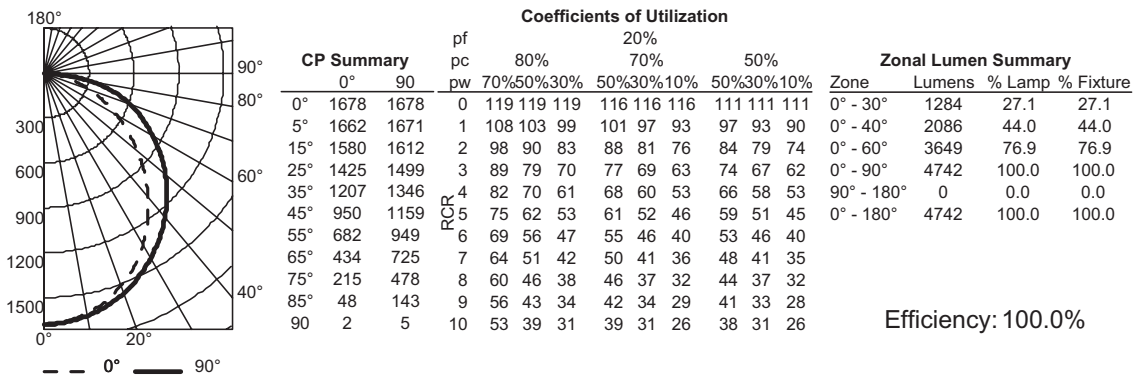 180°
90°
80°
60°
40°
300
600
900
1200
1500
0°
20°
0°
90°
CP Summary
0° 90
0° 1678 1678
5° 1662 1671
15° 1580 1612
25° 1425 1499
35° 1207 1346
45° 950 1159
55° 682 949
65° 434 725
75° 215 478
85° 48 143
90 2 5
Coefficients of Utilization
pf 20%
pc 80% 70% 50%
pw 70%50%30% 50%30%10% 50%30%10%
RCR
0 119 119 119 116 116 116 111 111 111
1 108 103 99 101 97 93 97 93 90
2 98 90 83 88 81 76 84 79 74
3 89 79 70 77 69 63 74 67 62
4 82 70 61 68 60 53 66 58 53
5 75 62 53 61 52 46 59 51 45
6 69 56 47 55 46 40 53 46 40
7 64 51 42 50 41 36 48 41 35
8 60 46 38 46 37 32 44 37 32
9 56 43 34 42 34 29 41 33 28
10 53 39 31 39 31 26 38 31 26
Zonal Lumen Summary
Zone Lumens % Lamp % Fixture
0° - 30° 1284 27.1 27.1
0° - 40° 2086 44.0 44.0
0° - 60° 3649 76.9 76.9
0° - 90° 4742 100.0 100.0
90° - 180° 0 0.0 0.0
0° - 180° 4742 100.0 100.0
Efficiency: 100.0%